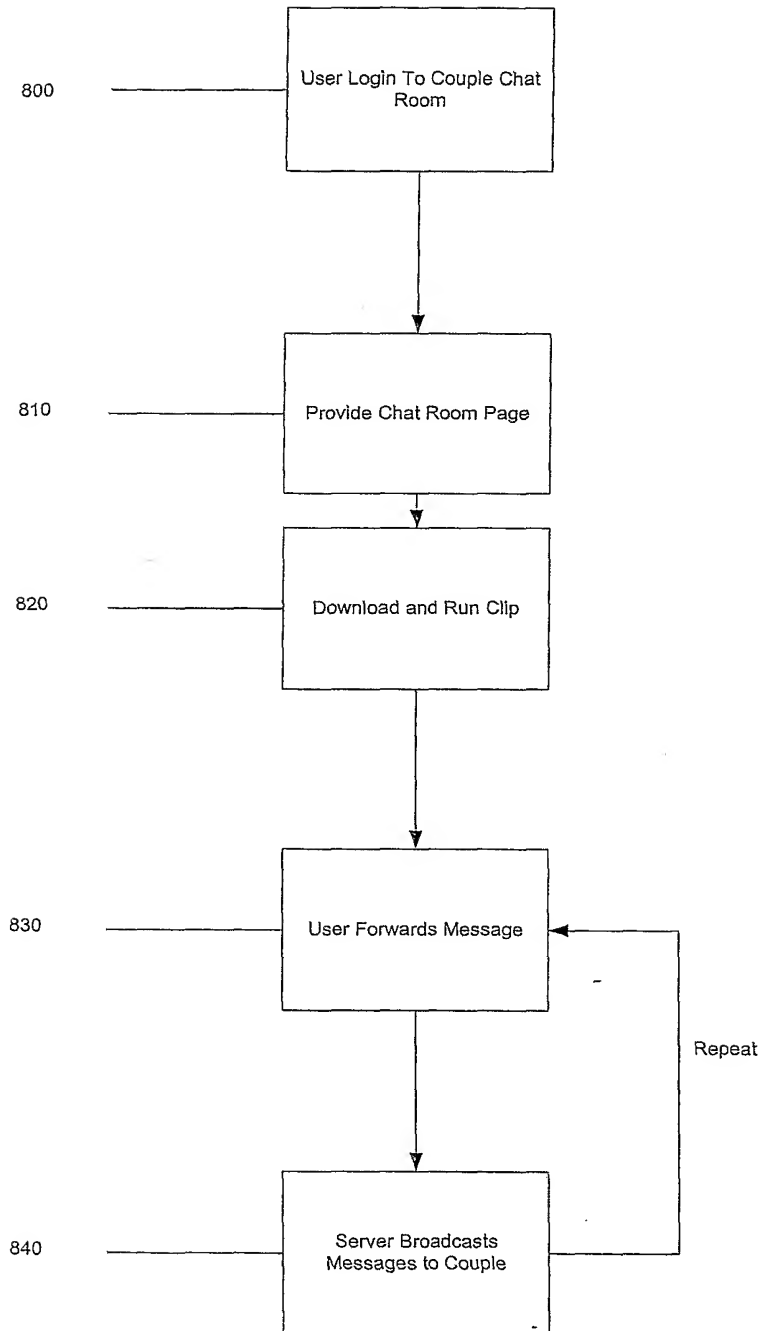 800
User Login To Couple Chat
Room
810
Provide Chat Room Page
820
Download and Run Clip
830
User Forwards Message
Repeat
840
Server Broadcasts
Messages to Couple